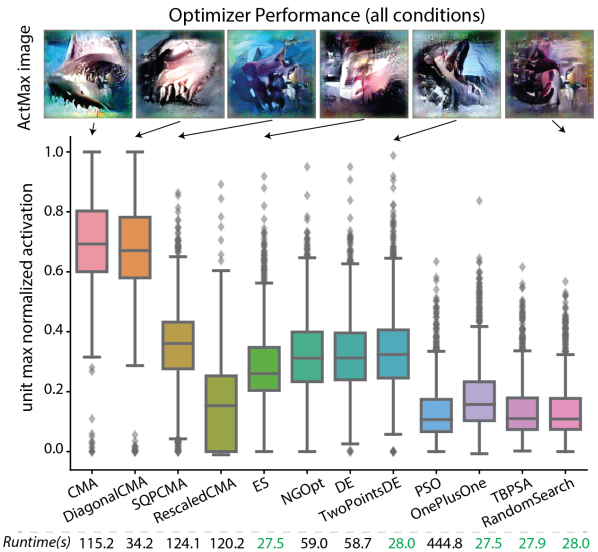 Optimizer Performance (all conditions)
ActMax image
unit max normalized activation
1.0
0.8
0.6
0.4
0.2
0.0
CMA
DiagonalCMA
SQPCMA
RescaledCMA
ES
NGOpt
DE
TwoPointsDE
PSO
OnePlusOne
TBPSA
RandomSearch
Runtime(s) 115.2 34.2 124.1 120.2 27.5 59.0 58.7 28.0 444.8 27.5 27.9 28.0